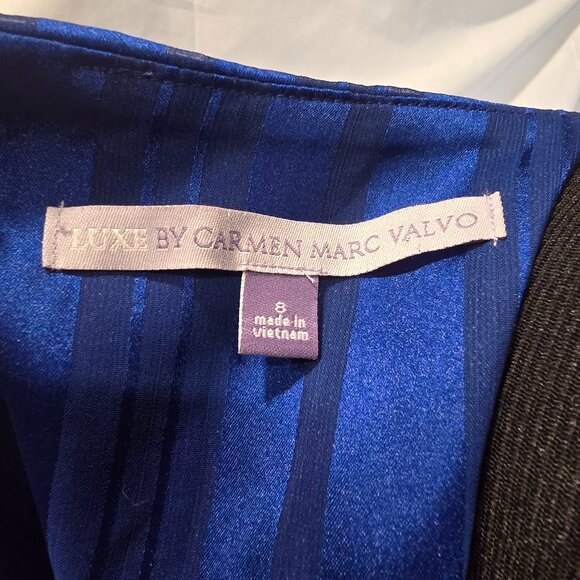 LUXE BY CARMEN MARC VALVO
8
made in
vietnam